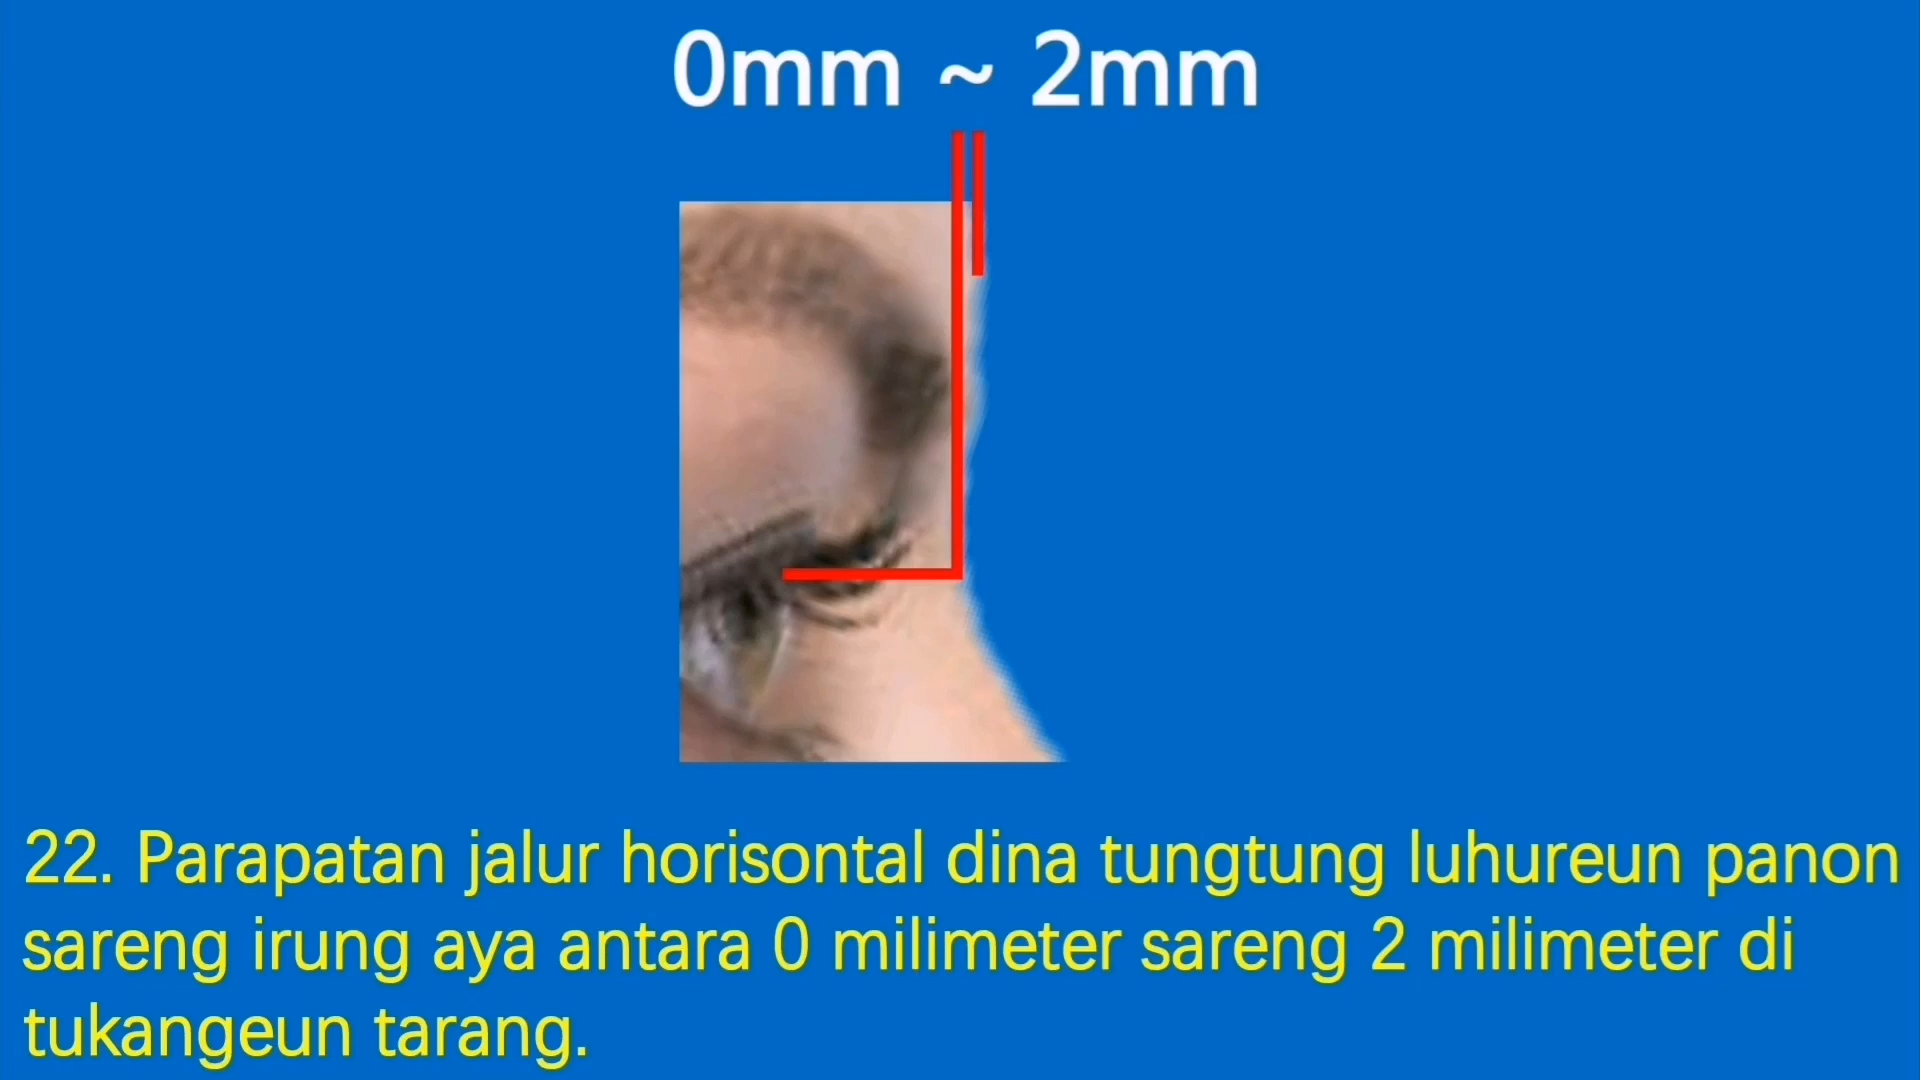 0mm ~ 2mm
22. Parapatan jalur horisontal dina tungtung luhureun panon
sareng irung aya antara 0 milimeter sareng 2 milimeter di
tukangeun tarang.